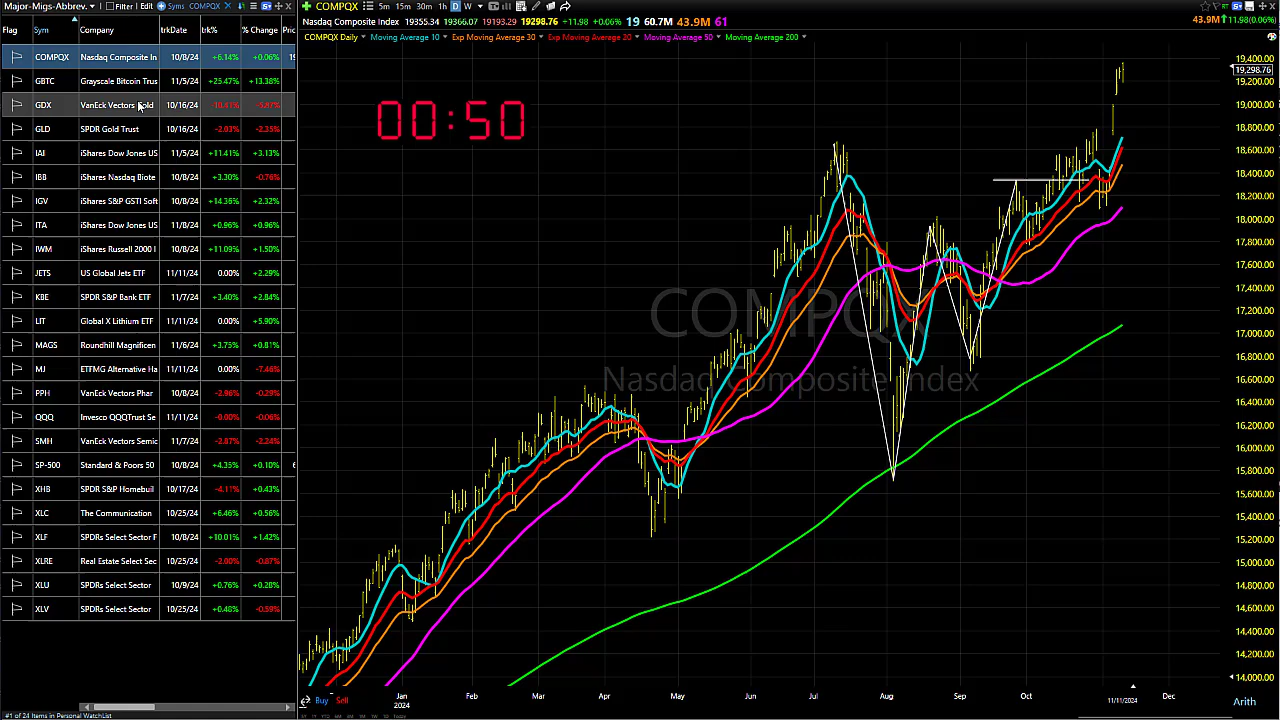 Major-Migs-Abbrev. Filter Edit Syms COMPQX
COMPQX 5m 15m 30m 1h D W
Nasdaq Composite Index 19355.34 19366.07 19193.29 19298.76 +11.98 +0.06% 19 60.7M 43.9M 61
43.9M 11.98(0.06%)
COMPQX Daily Moving Average 10 Exp Moving Average 30 Exp Moving Average 20 Moving Average 50 Moving Average 200
Flag Sym Company trkDate trk% % Change Pric
COMPQX Nasdaq Composite In 10/8/24 +6.14% +0.06%
GBTC Grayscale Bitcoin Trus 11/5/24 +25.47% +13.38%
GDX VanEck Vectors Gold 10/16/24 -10.41% -5.87%
GLD SPDR Gold Trust 10/16/24 -2.03% -2.35%
IAI iShares Dow Jones US 11/5/24 +11.41% +3.13%
IBB iShares Nasdaq Biote 10/8/24 +3.30% -0.76%
IGV iShares S&P GSTI Soft 10/8/24 +14.36% +2.32%
ITA iShares Dow Jones US 11/5/24 +0.96% +0.96%
IWM iShares Russell 2000 I 10/8/24 +11.09% +1.50%
JETS US Global Jets ETF 11/11/24 0.00% +2.29%
KBE SPDR S&P Bank ETF 11/7/24 +3.40% +2.84%
LIT Global X Lithium ETF 11/11/24 0.00% +5.90%
MAGS Roundhill Magnificen 11/6/24 +3.75% +0.81%
MJ ETFMG Alternative Ha 11/11/24 0.00% -7.46%
PPH VanEck Vectors Phar 10/8/24 -2.96% -0.29%
QQQ Invesco QQQTrust Se 11/11/24 -0.00% -0.06%
SMH VanEck Vectors Semic 11/7/24 -2.87% -2.24%
SP-500 Standard & Poors 50 10/8/24 +4.35% +0.10%
XHB SPDR S&P Homebuil 10/17/24 -4.11% +0.43%
XLC The Communication 10/25/24 +6.46% +0.56%
XLF SPDRs Select Sector F 10/8/24 +10.01% +1.42%
XLRE Real Estate Select Sec 10/25/24 -2.00% -0.87%
XLU SPDRs Select Sector 10/9/24 +0.76% +0.28%
XLV SPDRs Select Sector 10/25/24 +0.48% -0.59%
#1 of 24 Items in Personal WatchList
00:50
COMPQX
Nasdaq Composite Index
19,400.00
19,298.76
19,200.00
19,000.00
18,800.00
18,600.00
18,400.00
18,200.00
18,000.00
17,800.00
17,600.00
17,400.00
17,200.00
17,000.00
16,800.00
16,600.00
16,400.00
16,200.00
16,000.00
15,800.00
15,600.00
15,400.00
15,200.00
15,000.00
14,800.00
14,600.00
14,400.00
14,200.00
14,000.00
Jan Feb Mar Apr May Jun Jul Aug Sep Oct Dec
2024 11/11/2024
Buy Sell
Arith